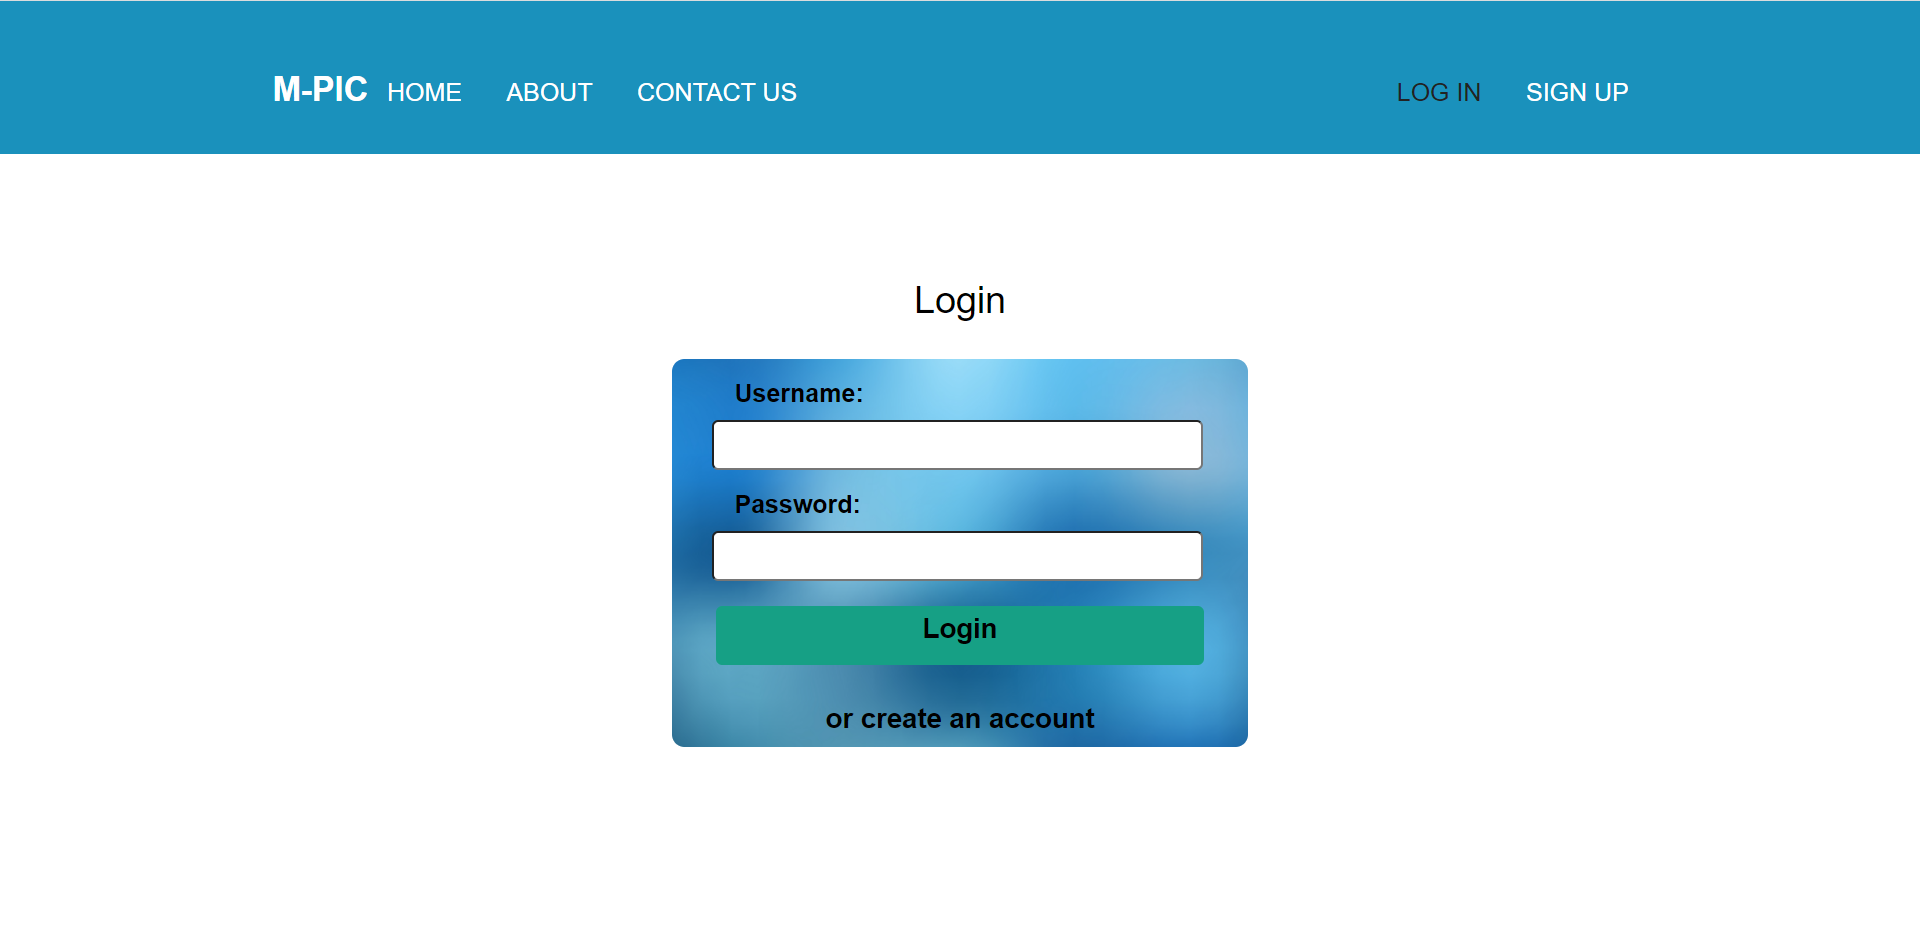 M-PIC HOME ABOUT CONTACT US LOG IN SIGN UP
Login
Username:
Password:
Login
or create an account